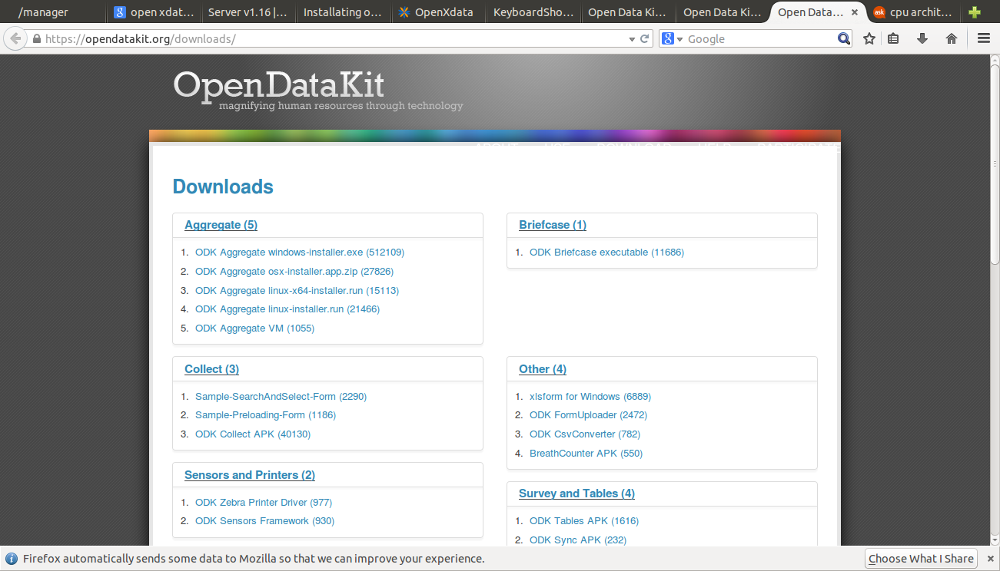 /manager
open xdat...
Server v1.16 |...
Installating o...
OpenXdata
KeyboardSho...
Open Data Ki...
Open Data Ki...
Open Data...
ask
cpu archit...
https://opendatakit.org/downloads/
8
Google
OpenDataKit
magnifying human resources through technology
Downloads
Aggregate (5)
1. ODK Aggregate windows-installer.exe (512109)
2. ODK Aggregate osx-installer.app.zip (27826)
3. ODK Aggregate linux-x64-installer.run (15113)
4. ODK Aggregate linux-installer.run (21466)
5. ODK Aggregate VM (1055)
Briefcase (1)
1. ODK Briefcase executable (11686)
Collect (3)
1. Sample-SearchAndSelect-Form (2290)
2. Sample-Preloading-Form (1186)
3. ODK Collect APK (40130)
Other (4)
1. xlsform for Windows (6889)
2. ODK FormUploader (2472)
3. ODK CsvConverter (782)
4. BreathCounter APK (550)
Sensors and Printers (2)
1. ODK Zebra Printer Driver (977)
2. ODK Sensors Framework (930)
Survey and Tables (4)
1. ODK Tables APK (1616)
2. ODK Sync APK (232)
Firefox automatically sends some data to Mozilla so that we can improve your experience.
Choose What I Share